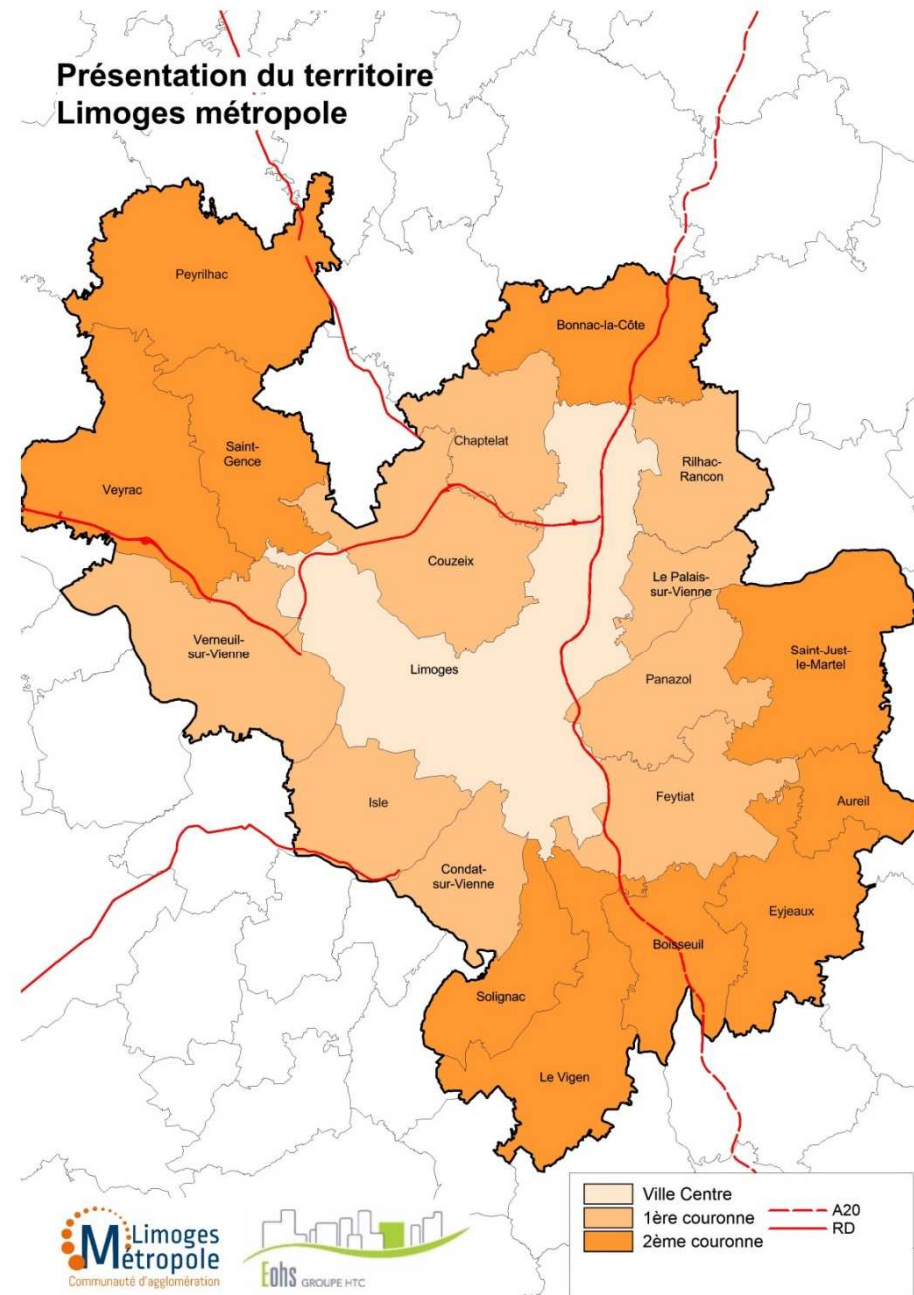 Présentation du territoire
Limoges métropole
Peyrilhac
Bonnac-la-Côte
Chaptelat
Saint-
Gence
Rilhac-
Rancon
Veyrac
Couzeix
Le Palais-
sur-Vienne
Verneuil-
sur-Vienne
Saint-Just-
le-Martel
Limoges
Panazol
Isle
Feytiat
Aureil
Condat-
sur-Vienne
Eyjeaux
Boisseuil
Solignac
Le Vigen
Ville Centre
1ère couronne
2ème couronne
A20
RD
Limoges
Métropole
Communauté d'agglomération
Eohs GROUPE HTC